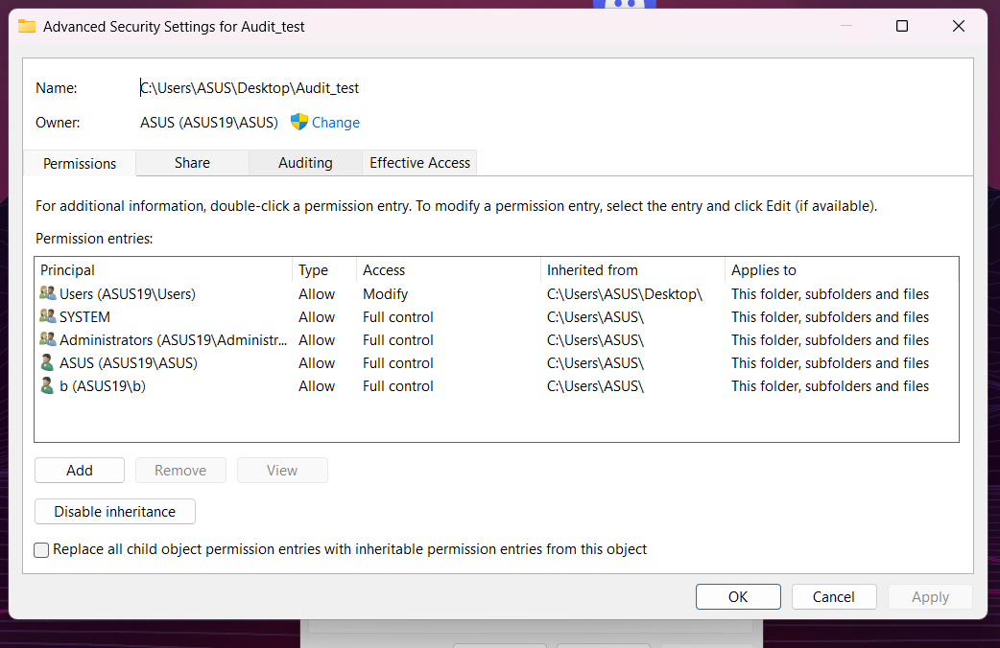 Advanced Security Settings for Audit_test
Name: C:\Users\ASUS\Desktop\Audit_test
Owner: ASUS (ASUS19\ASUS) Change
Permissions Share Auditing Effective Access
For additional information, double-click a permission entry. To modify a permission entry, select the entry and click Edit (if available).
Permission entries:
Principal Type Access Inherited from Applies to
Users (ASUS19\Users) Allow Modify C:\Users\ASUS\Desktop\ This folder, subfolders and files
SYSTEM Allow Full control C:\Users\ASUS\ This folder, subfolders and files
Administrators (ASUS19\Administr... Allow Full control C:\Users\ASUS\ This folder, subfolders and files
ASUS (ASUS19\ASUS) Allow Full control C:\Users\ASUS\ This folder, subfolders and files
b (ASUS19\b) Allow Full control C:\Users\ASUS\ This folder, subfolders and files
Add Remove View
Disable inheritance
Replace all child object permission entries with inheritable permission entries from this object
OK Cancel Apply